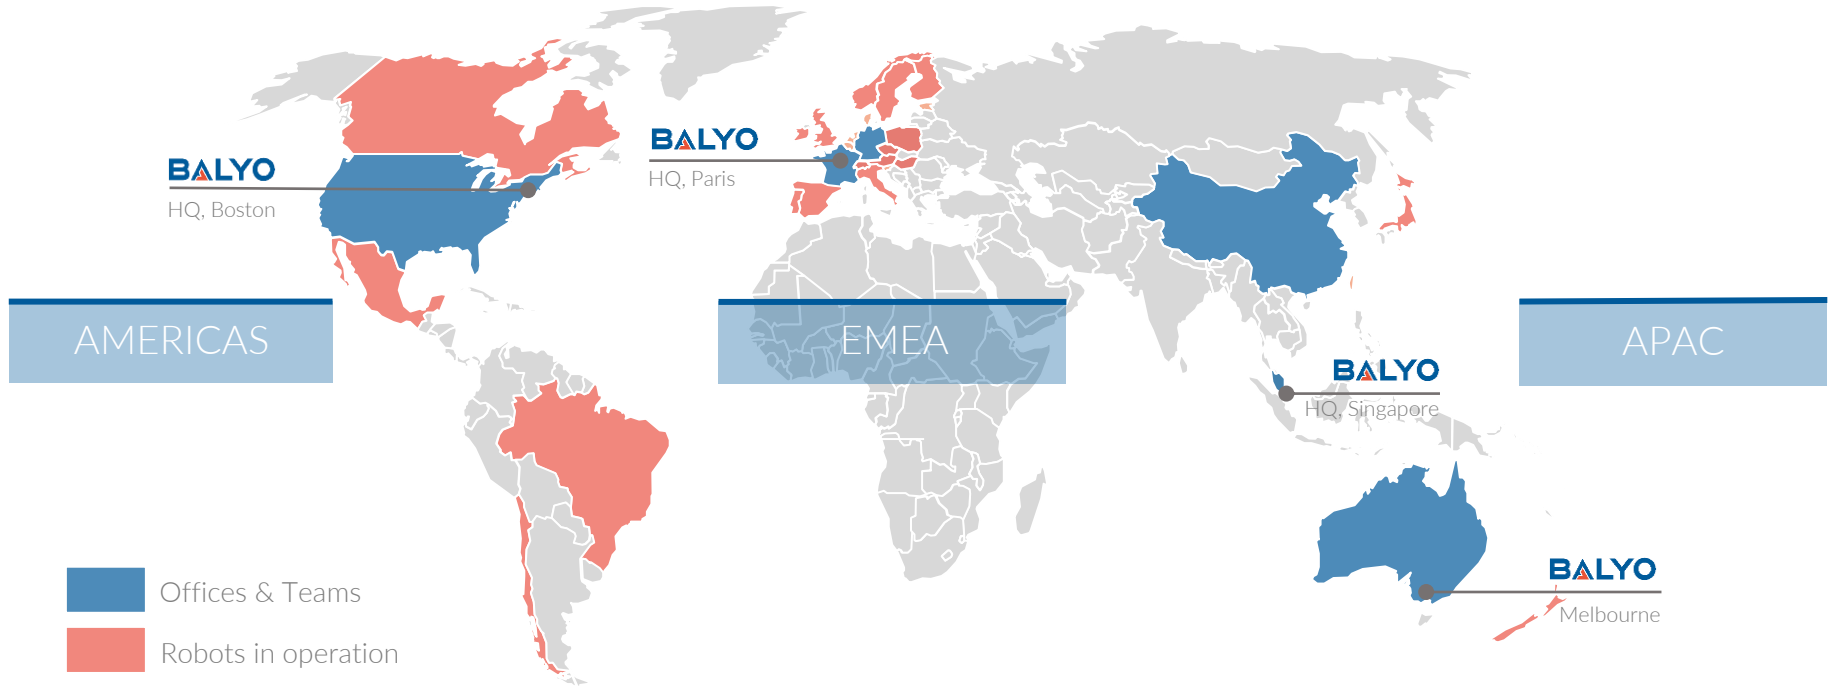 BALYO
HQ, Boston
BALYO
HQ, Paris
AMERICAS
EMEA
APAC
BALYO
HQ, Singapore
BALYO
Melbourne
Offices & Teams
Robots in operation